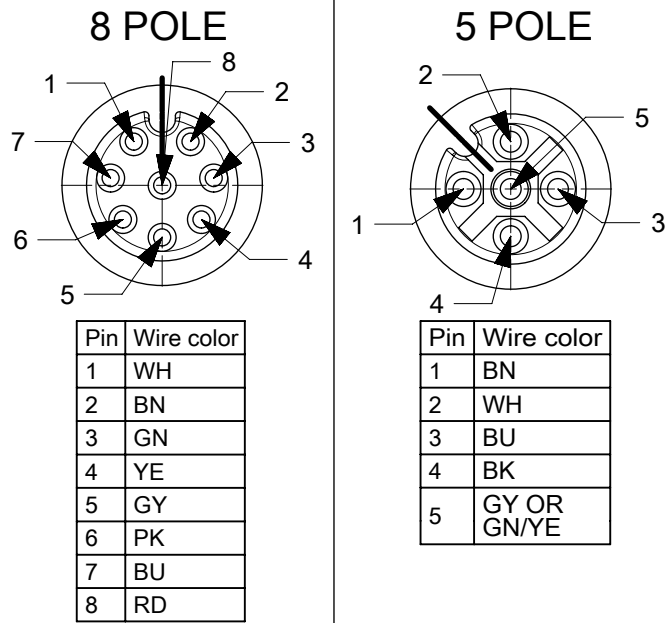 8 POLE
1
8
2
7
3
6
4
5
Pin Wire color
1 WH
2 BN
3 GN
4 YE
5 GY
6 PK
7 BU
8 RD
5 POLE
2
5
1
3
4
Pin Wire color
1 BN
2 WH
3 BU
4 BK
5 GY OR
GN/YE